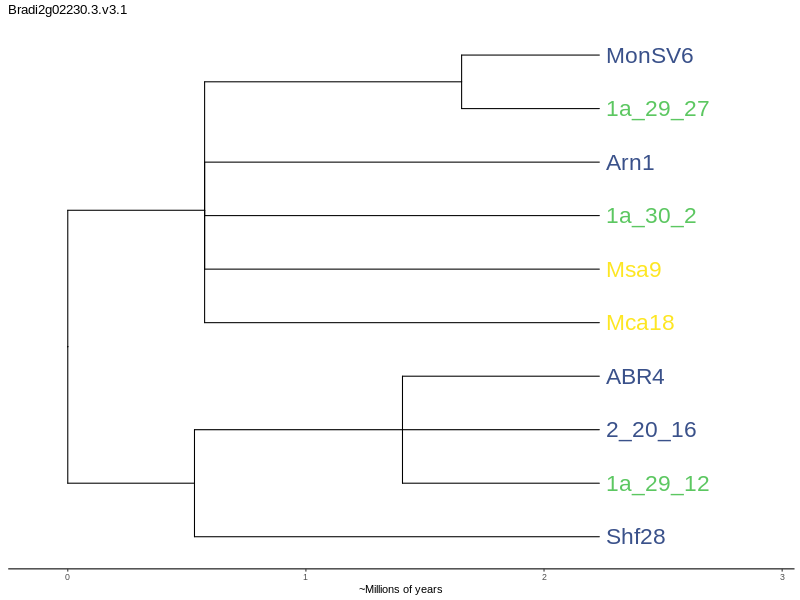 Bradi2g02230.3.v3.1
MonSV6
1a_29_27
Arn1
1a_30_2
Msa9
Mca18
ABR4
2_20_16
1a_29_12
Shf28
0 1 2 3
~Millions of years